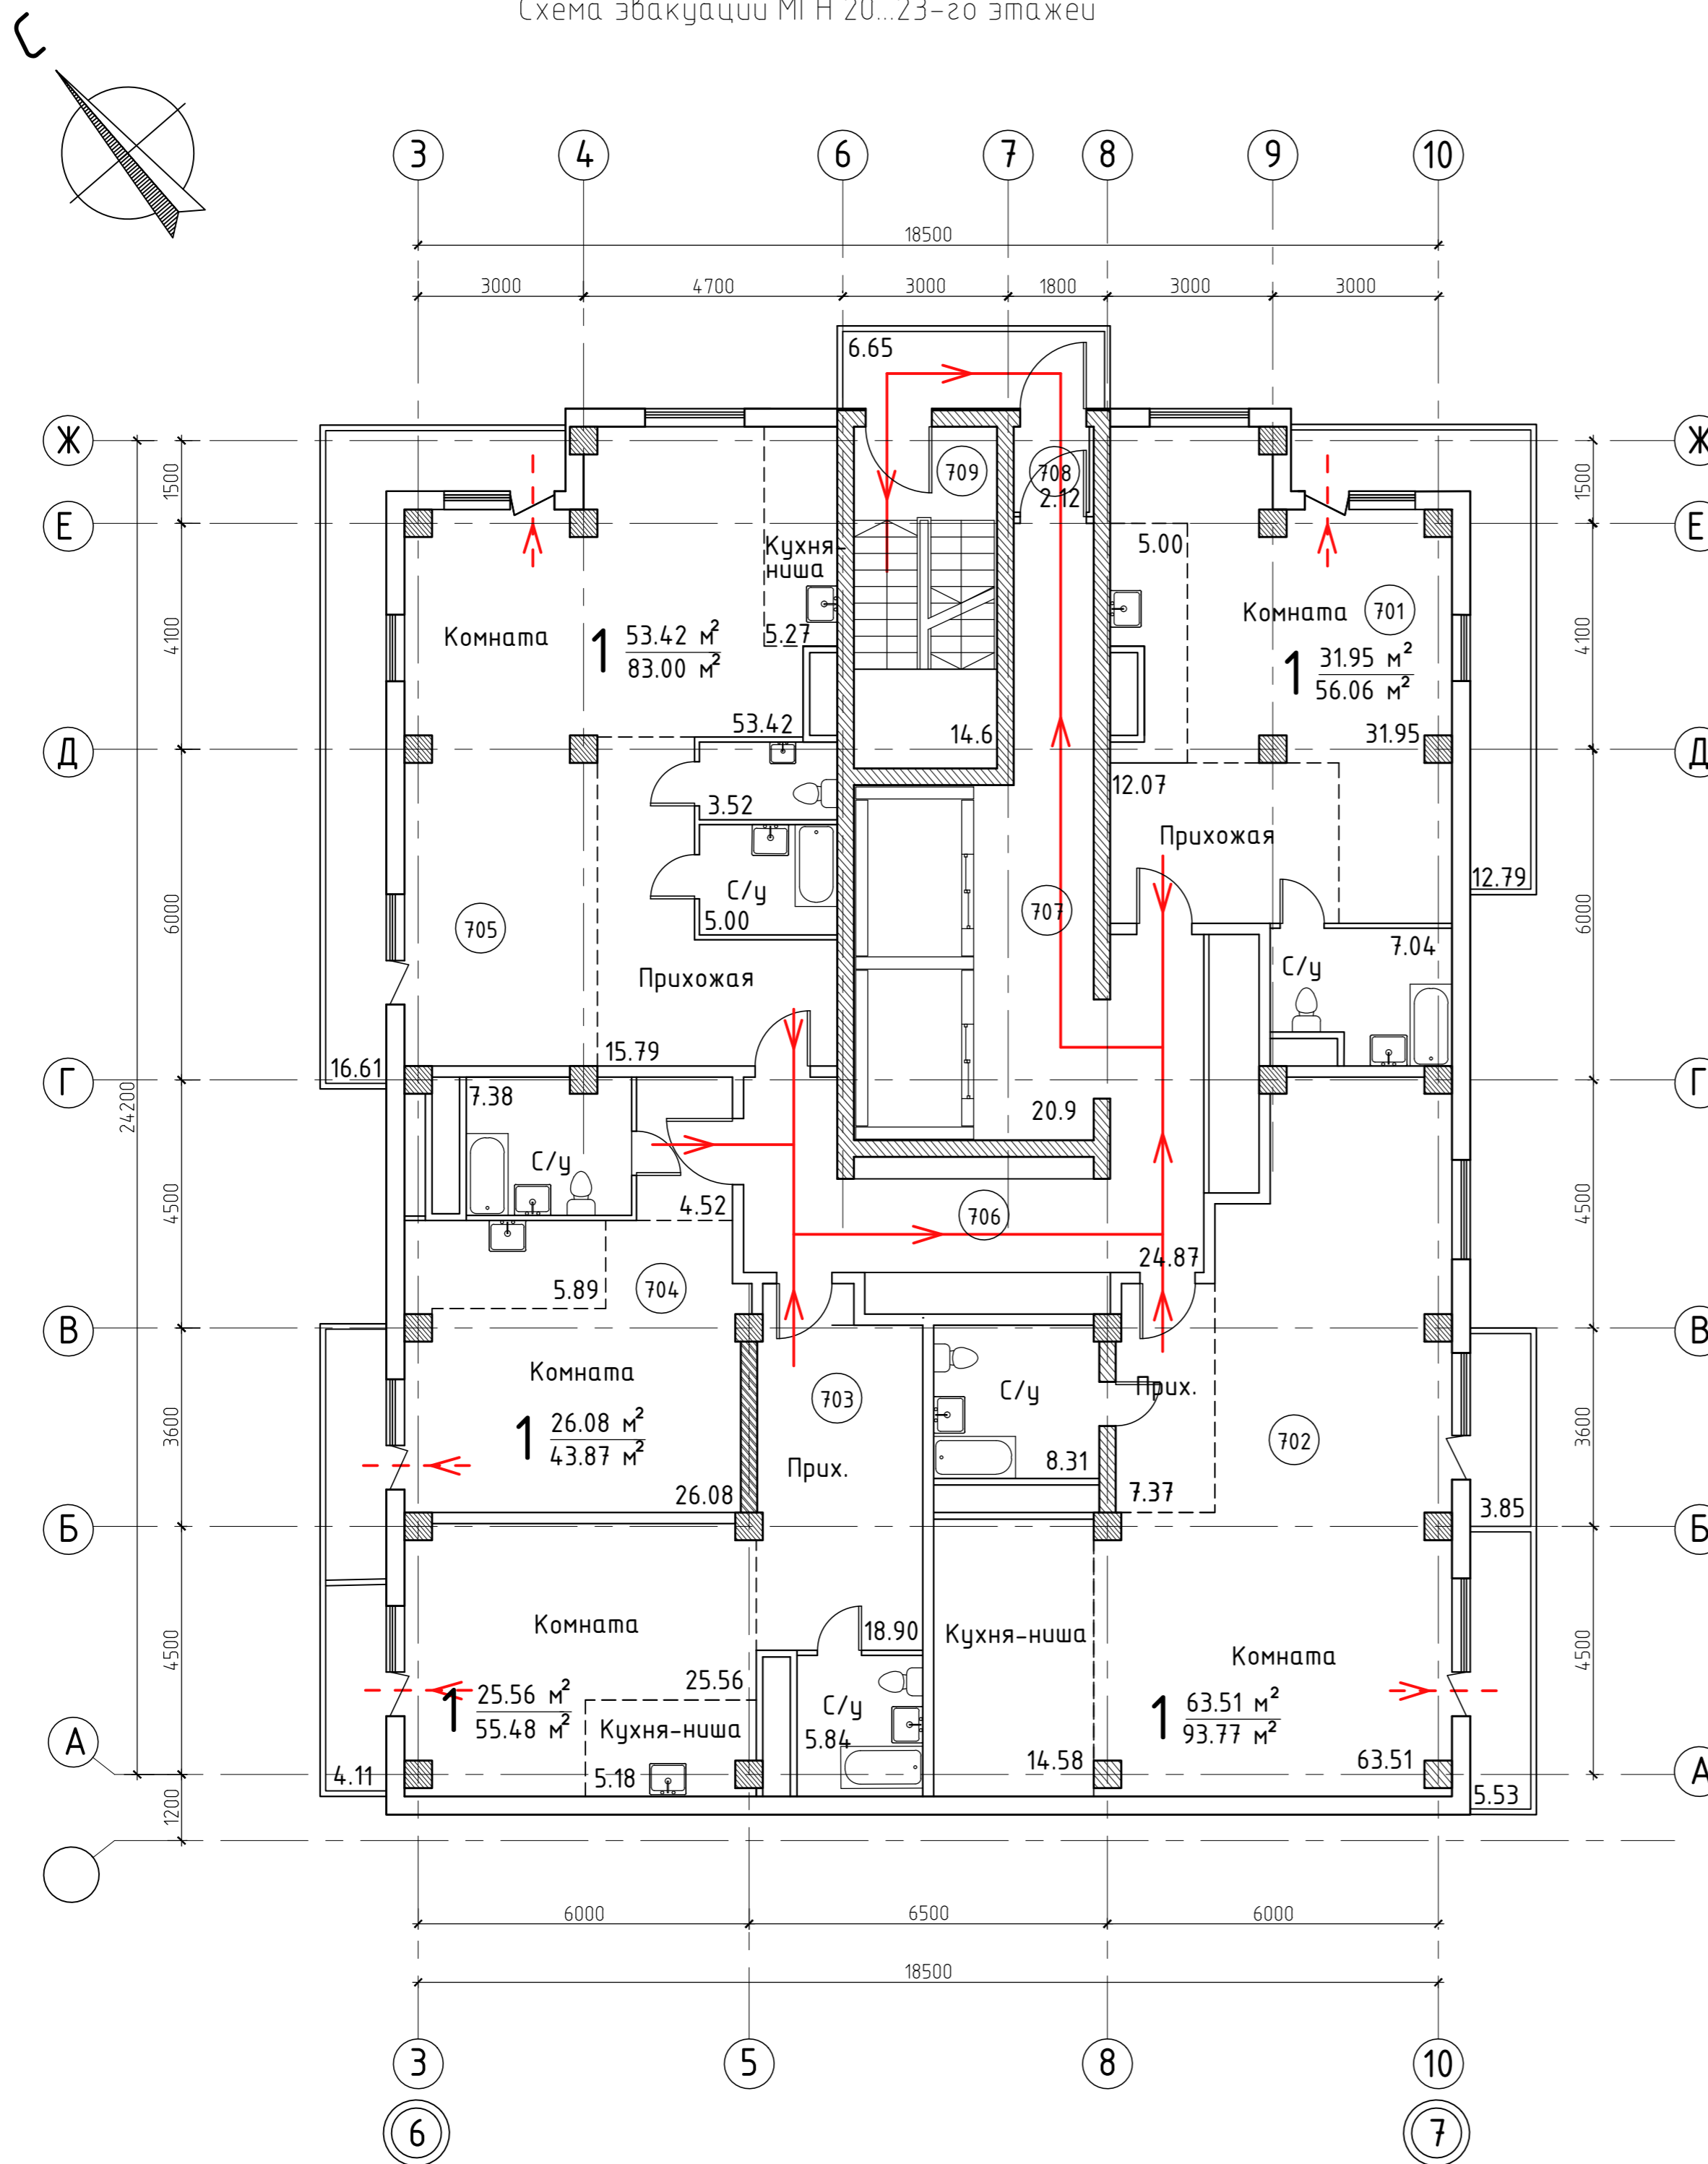 Схема эвакуации МГН 20...23-го этажей
С
3 4 6 7 8 9 10
18500
3000 4700 3000 1800 3000 3000
6.65
Ж Ж
1500 709 708 1500
2.12
Е Е
Кухня-
ниша
5.00
Комната 701
Комната
5.27
4100 4100
1 53.42 м²
83.00 м²
1 31.95 м²
56.06 м²
53.42 14.6 31.95
Д Д
3.52 12.07
Прихожая
С/у
5.00
12.79
705 707
6000 6000
7.04
С/у
Прихожая
16.61 15.79
Г Г
24200
7.38 20.9
С/у
4.52
4500 706 4500
24.87
5.89 704
В В
Комната
703 С/у Прих.
3600 3600
1 26.08 м²
43.87 м²
702
Прих. 8.31
26.08 7.37 3.85
Б Б
Комната 18.90 Кухня-ниша
4500 4500
Комната
25.56
1 25.56 м²
55.48 м²
С/у
5.84
1 63.51 м²
93.77 м²
Кухня-ниша
А А
4.11 5.18 14.58 63.51
5.53
1200
6000 6500 6000
18500
3 5 8 10
6 7